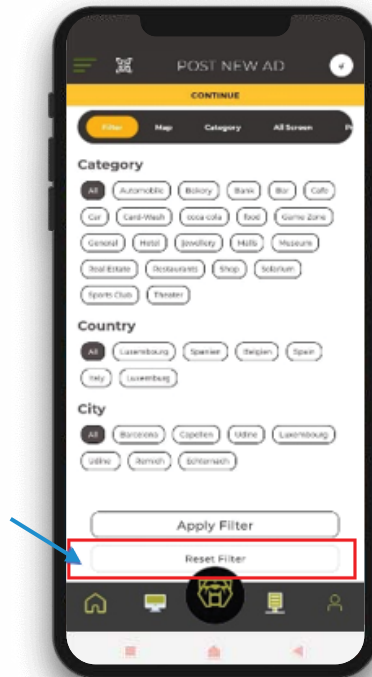 POST NEW AD
CONTINUE
Filter Map Category All Screen
Category
All Automobile Bakery Bank Bar Cafe
Car Card-Wash coca cola food Game Zone
General Hotel Jewellery Malls Museum
Real Estate Restaurants Shop Solarium
Sports Club Theater
Country
All Luxembourg Spanien Belgien Spain
Italy Luxemburg
City
All Barcelona Capellen Udine Luxembourg
Udine Remich Echternach
Apply Filter
Reset Filter